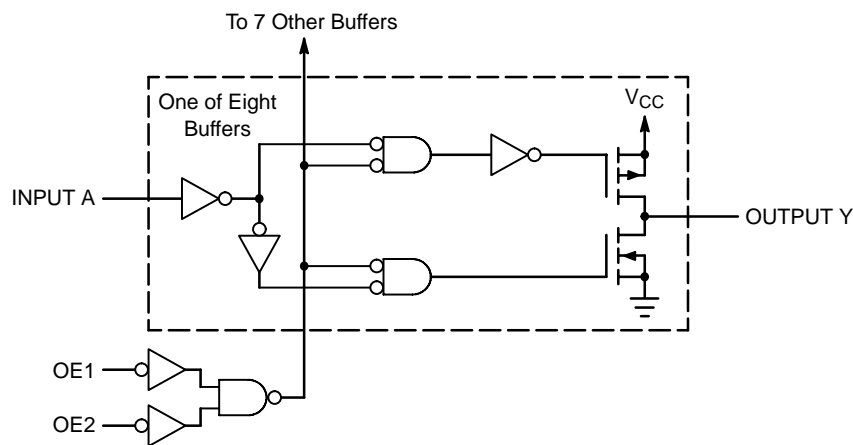 To 7 Other Buffers
One of Eight
Buffers
VCC
INPUT A
OUTPUT Y
OE1
OE2